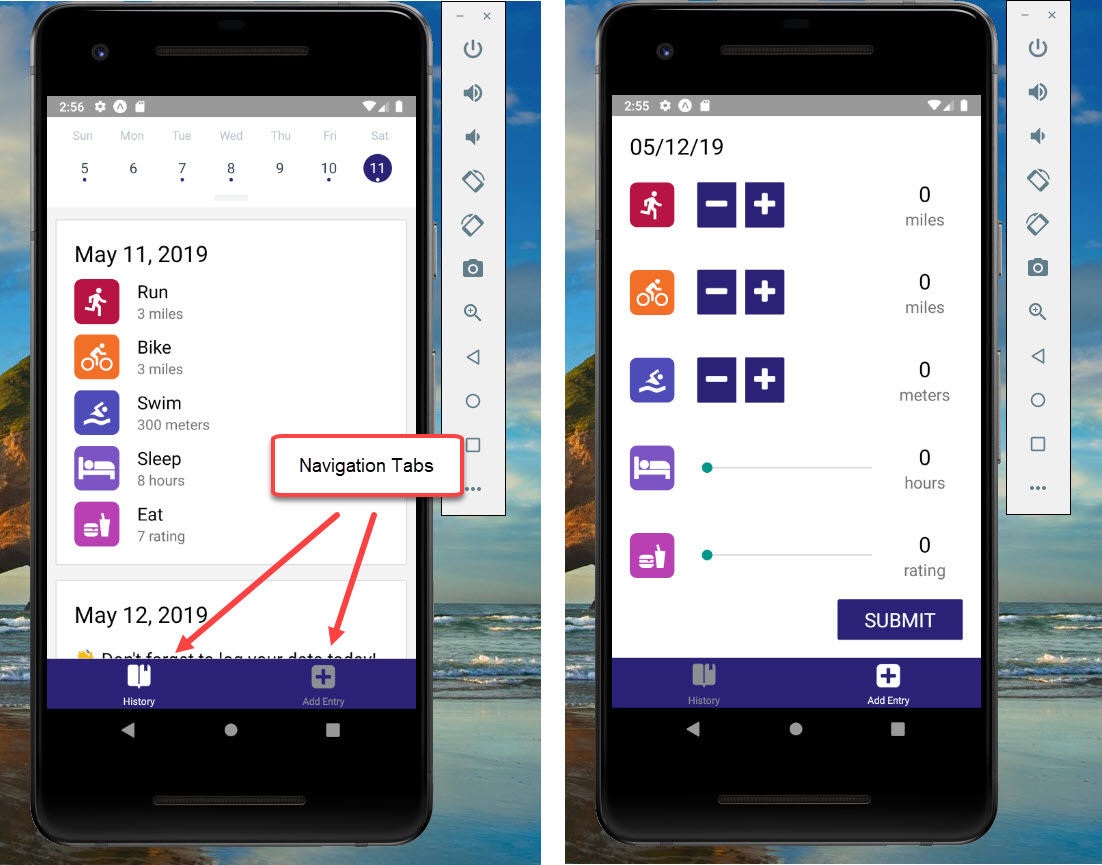 2:56
Sun Mon Tue Wed Thu Fri Sat
5 6 7 8 9 10 11
May 11, 2019
Run
3 miles
Bike
3 miles
Swim
300 meters
Sleep
8 hours
Eat
7 rating
Navigation Tabs
May 12, 2019
Don't forget to log your data today!
History Add Entry
2:55
05/12/19
0
miles
0
miles
0
meters
0
hours
0
rating
SUBMIT
History Add Entry